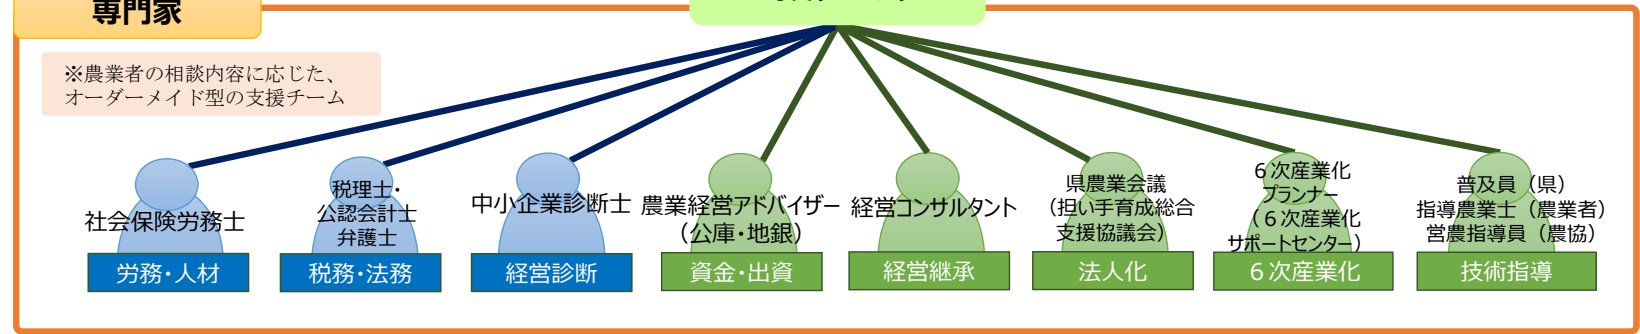 専門家
※農業者の相談内容に応じた、
オーダーメイド型の支援チーム
社会保険労務士
労務・人材
税理士・
公認会計士
弁護士
税務・法務
中小企業診断士
経営診断
農業経営アドバイザー
（公庫・地銀）
資金・出資
経営コンサルタント
経営継承
県農業会議
（担い手育成総合
支援協議会）
法人化
６次産業化
プランナー
（６次産業化
サポートセンター）
６次産業化
普及員（県）
指導農業士（農業者）
営農指導員（農協）
技術指導